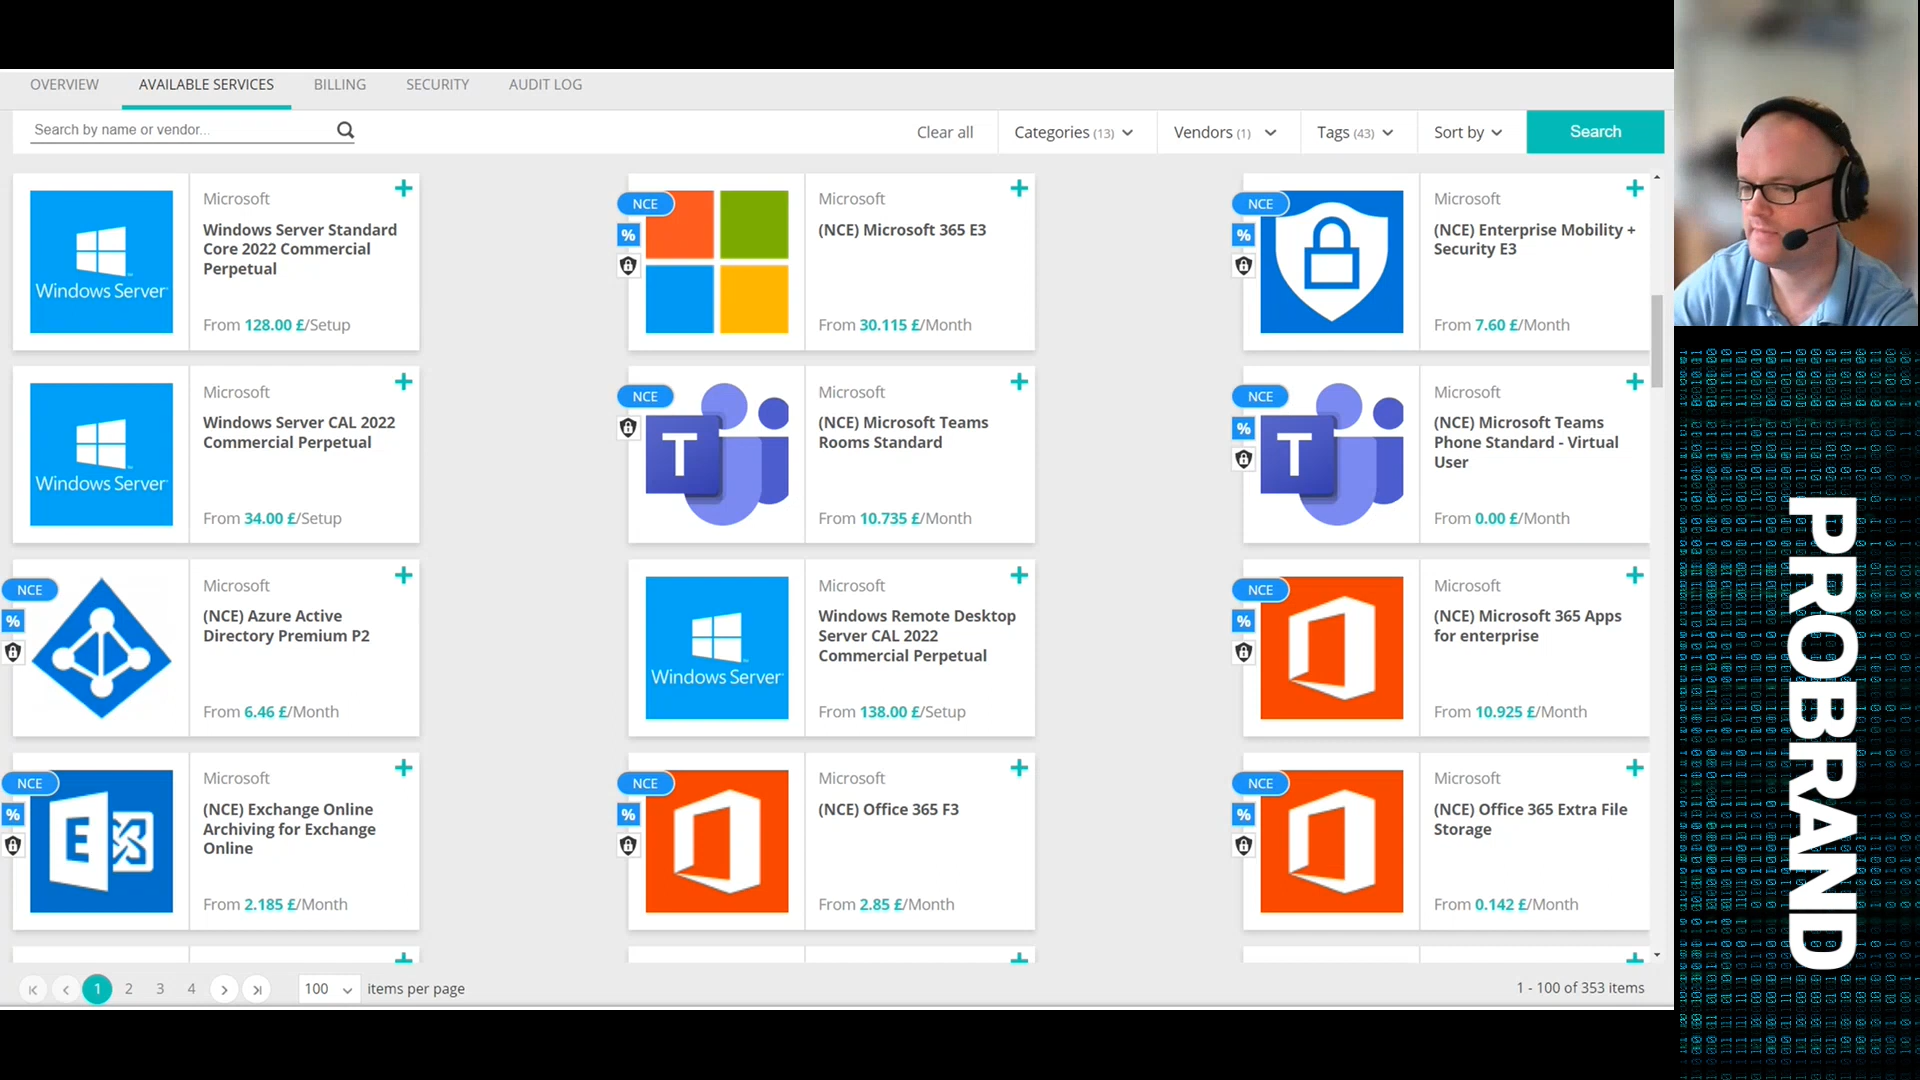 OVERVIEW AVAILABLE SERVICES BILLING SECURITY AUDIT LOG
Search by name or vendor...
Clear all
Categories (13)
Vendors (1)
Tags (43)
Sort by
Search
Windows Server
Microsoft
Windows Server Standard
Core 2022 Commercial
Perpetual
From 128.00 £/Setup
NCE
%
Microsoft
(NCE) Microsoft 365 E3
From 30.115 £/Month
NCE
%
Microsoft
(NCE) Enterprise Mobility +
Security E3
From 7.60 £/Month
Windows Server
Microsoft
Windows Server CAL 2022
Commercial Perpetual
From 34.00 £/Setup
NCE
T
Microsoft
(NCE) Microsoft Teams
Rooms Standard
From 10.735 £/Month
NCE
%
T
Microsoft
(NCE) Microsoft Teams
Phone Standard - Virtual
User
From 0.00 £/Month
NCE
%
Microsoft
(NCE) Azure Active
Directory Premium P2
From 6.46 £/Month
Windows Server
Microsoft
Windows Remote Desktop
Server CAL 2022
Commercial Perpetual
From 138.00 £/Setup
NCE
%
Microsoft
(NCE) Microsoft 365 Apps
for enterprise
From 10.925 £/Month
NCE
%
E
Microsoft
(NCE) Exchange Online
Archiving for Exchange
Online
From 2.185 £/Month
NCE
%
Microsoft
(NCE) Office 365 F3
From 2.85 £/Month
NCE
%
Microsoft
(NCE) Office 365 Extra File
Storage
From 0.142 £/Month
1 2 3 4
100 items per page
1 - 100 of 353 items
PROBRAND